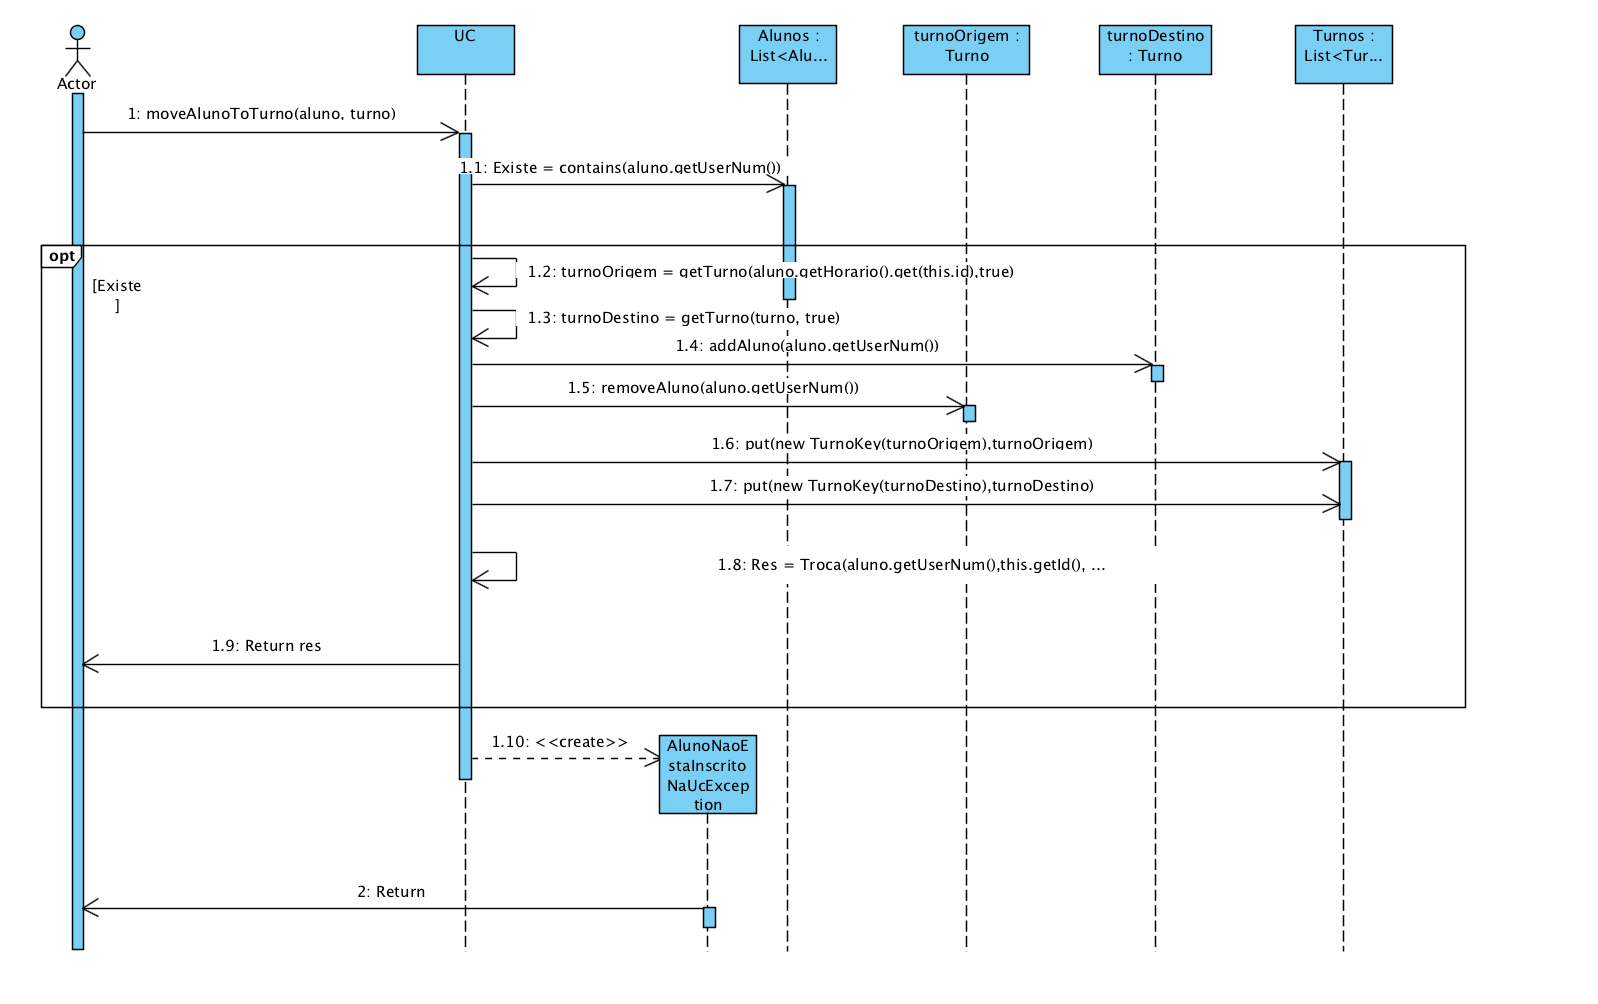 Actor
UC
Alunos :
List<Alu...
turnoOrigem :
Turno
turnoDestino
: Turno
Turnos :
List<Tur...
1: moveAlunoToTurno(aluno, turno)
1.1: Existe = contains(aluno.getUserNum())
opt
[Existe
]
1.2: turnoOrigem = getTurno(aluno.getHorario().get(this.id),true)
1.3: turnoDestino = getTurno(turno, true)
1.4: addAluno(aluno.getUserNum())
1.5: removeAluno(aluno.getUserNum())
1.6: put(new TurnoKey(turnoOrigem),turnoOrigem)
1.7: put(new TurnoKey(turnoDestino),turnoDestino)
1.8: Res = Troca(aluno.getUserNum(),this.getId(), ...
1.9: Return res
1.10: <<create>>
AlunoNaoE
staInscrito
NaUcExcep
tion
2: Return